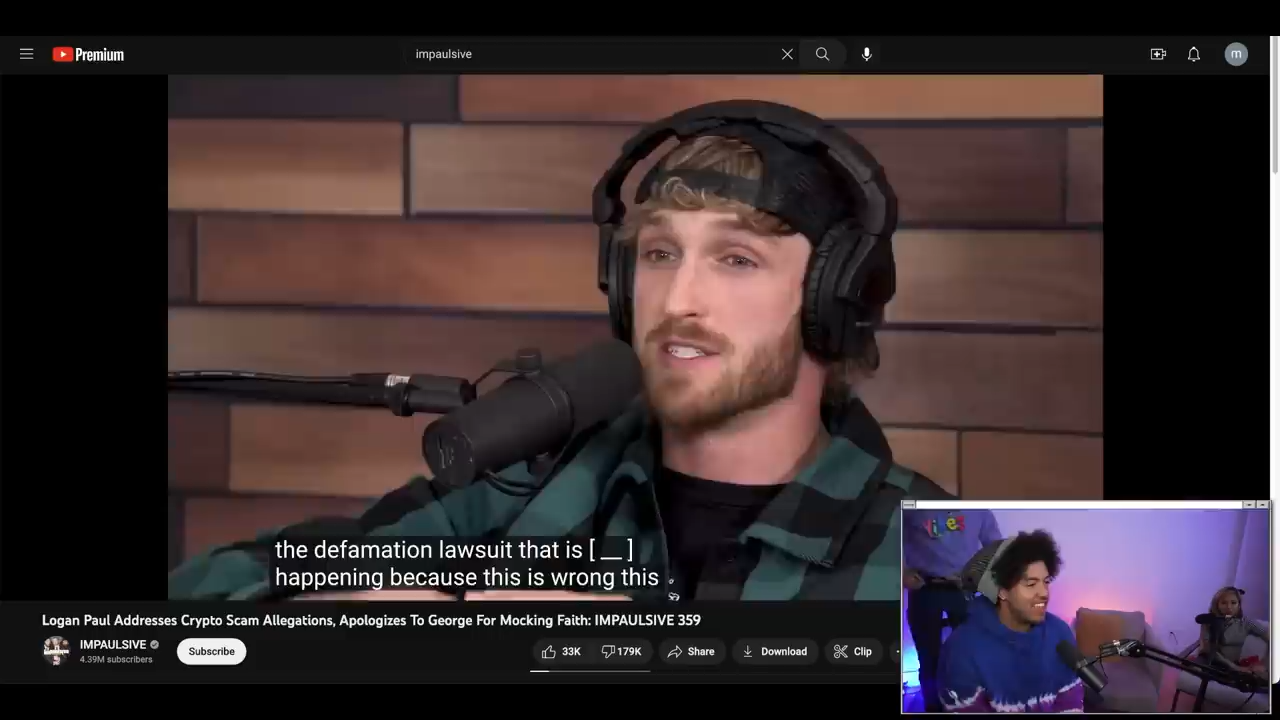 Premium
impaulsive
m
the defamation lawsuit that is [ __ ]
happening because this is wrong this
Logan Paul Addresses Crypto Scam Allegations, Apologizes To George For Mocking Faith: IMPAULSIVE 359
IMPAULSIVE
4.39M subscribers
Subscribe
33K
179K
Share
Download
Clip